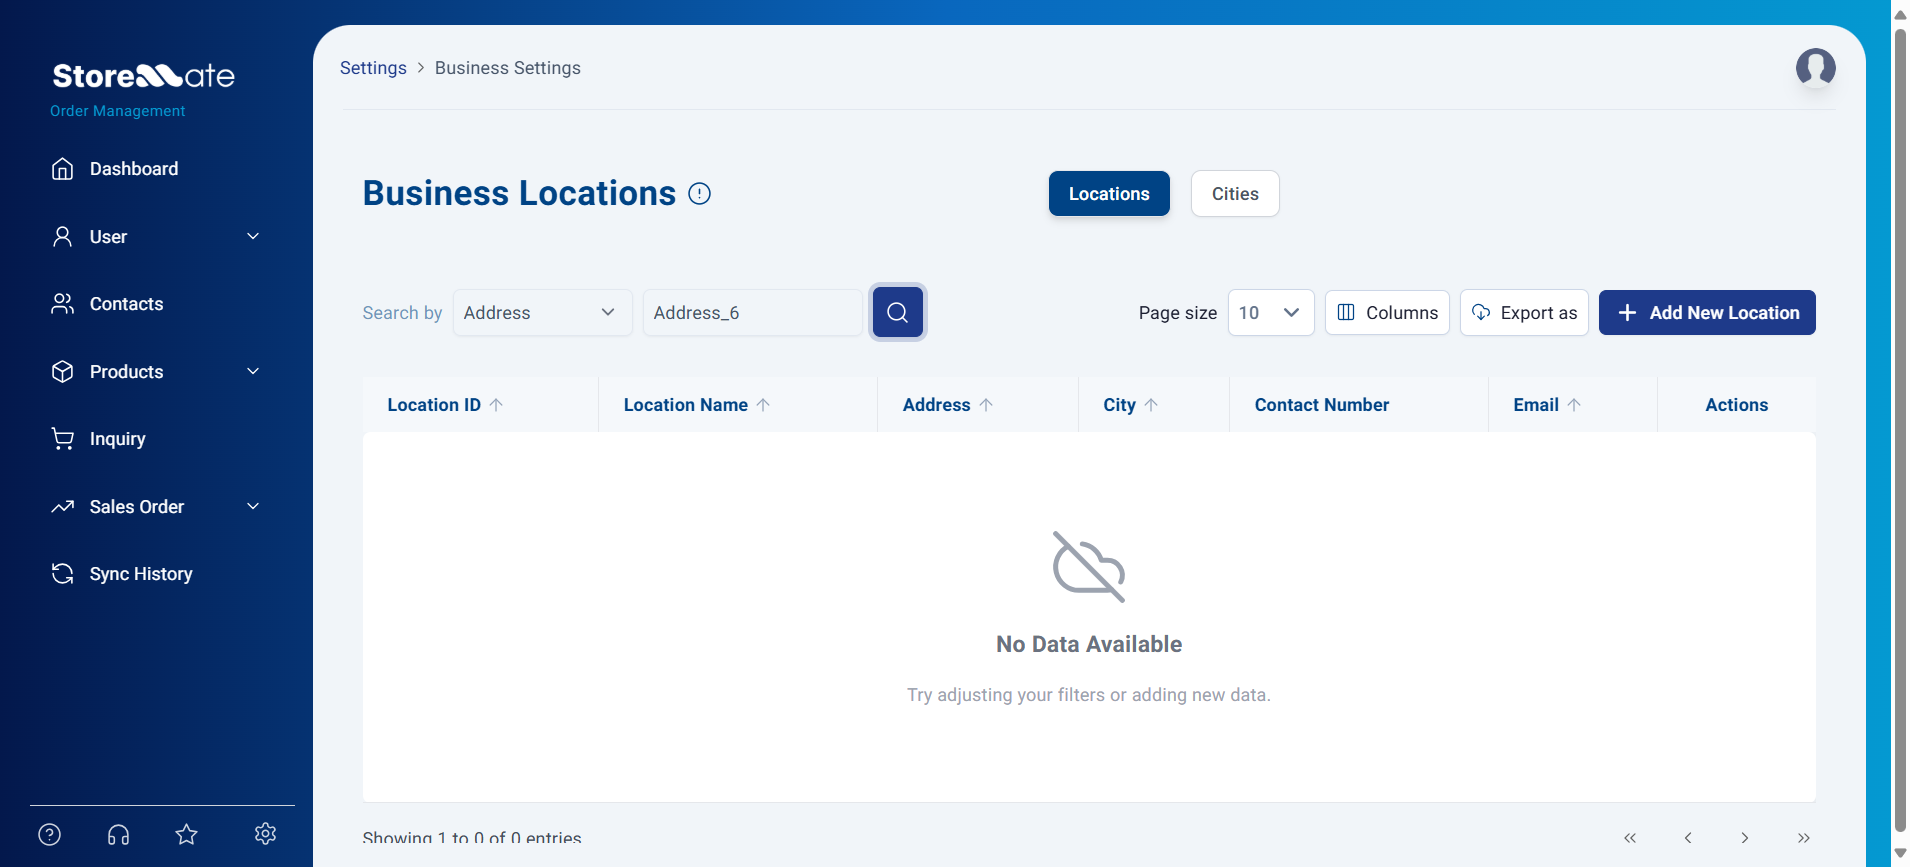 StoreMate
Order Management
Dashboard
User
Contacts
Products
Inquiry
Sales Order
Sync History
Settings > Business Settings
Business Locations
Locations
Cities
Search by
Address
Address_6
Page size
10
Columns
Export as
Add New Location
Location ID
Location Name
Address
City
Contact Number
Email
Actions
No Data Available
Try adjusting your filters or adding new data.
Showing 1 to 0 of 0 entries